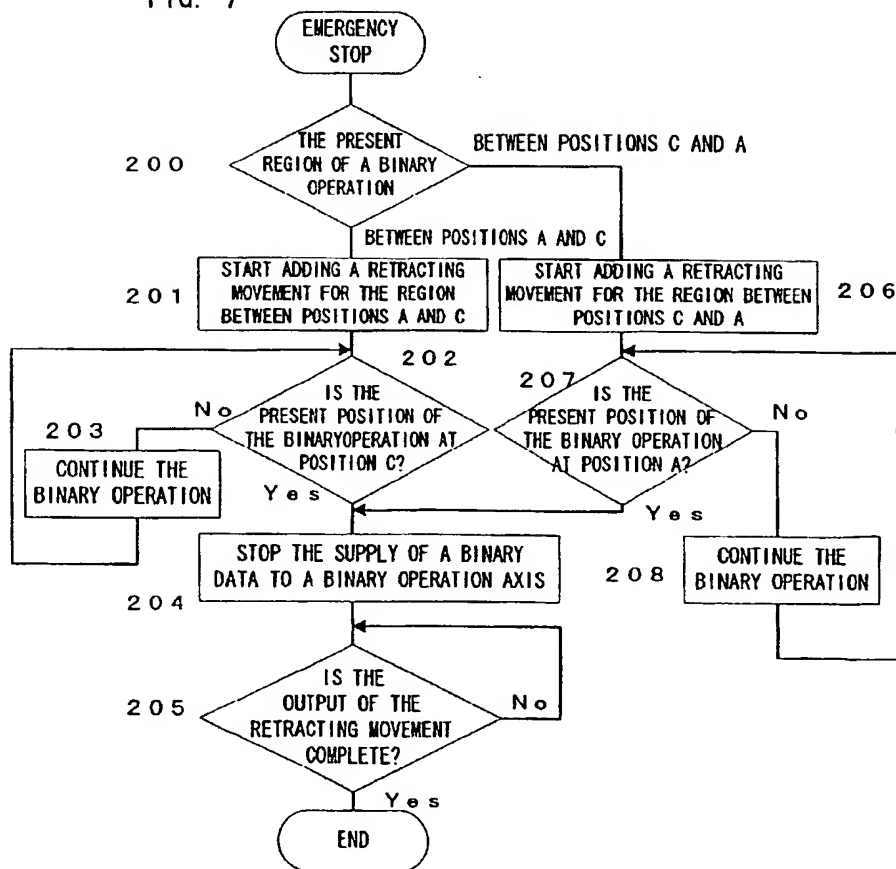 FIG. 7
EMERGENCY
STOP
200
THE PRESENT
REGION OF A BINARY
OPERATION
BETWEEN POSITIONS C AND A
BETWEEN POSITIONS A AND C
201
START ADDING A RETRACTING
MOVEMENT FOR THE REGION
BETWEEN POSITIONS A AND C
START ADDING A RETRACTING
MOVEMENT FOR THE REGION BETWEEN
POSITIONS C AND A
206
202
IS THE
PRESENT POSITION OF
THE BINARYOPERATION AT
POSITION C?
No
Yes
203
CONTINUE THE
BINARY OPERATION
207
IS THE
PRESENT POSITION OF
THE BINARY OPERATION
AT POSITION A?
No
Yes
STOP THE SUPPLY OF A BINARY
DATA TO A BINARY OPERATION AXIS
204
208
CONTINUE THE
BINARY OPERATION
205
IS THE
OUTPUT OF THE
RETRACTING MOVEMENT
COMPLETE?
No
Yes
END